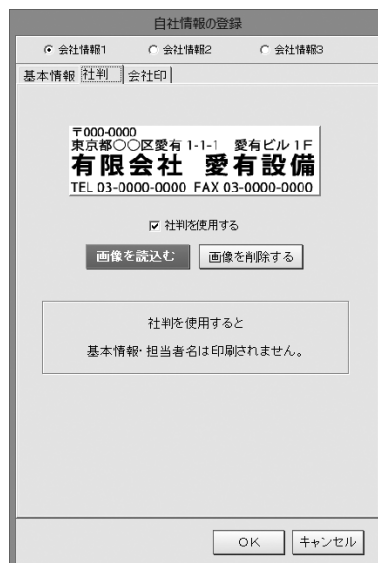 自社情報の登録
会社情報1 会社情報2 会社情報3
基本情報 社判 会社印
〒000-0000
東京都〇〇区愛有 1-1-1 愛有ビル 1F
有限会社 愛有設備
TEL 03-0000-0000 FAX 03-0000-0000
社判を使用する
画像を読込む 画像を削除する
社判を使用すると
基本情報・担当者名は印刷されません。
OK キャンセル